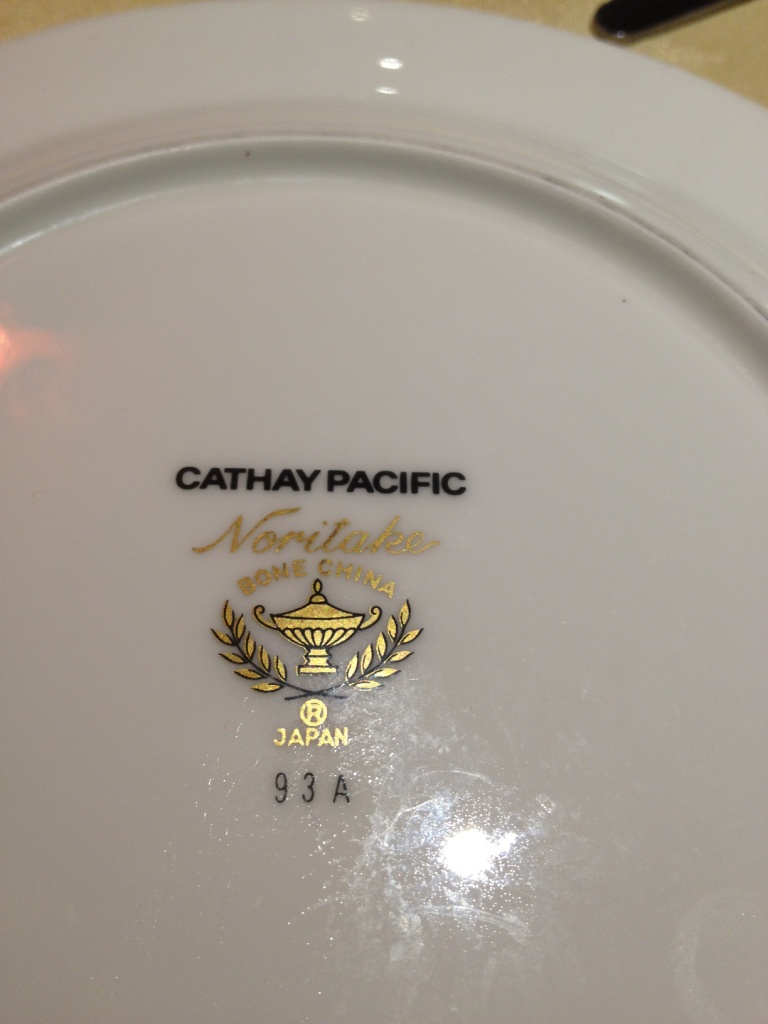 CATHAY PACIFIC
Noritake
BONE CHINA
®
JAPAN
93A